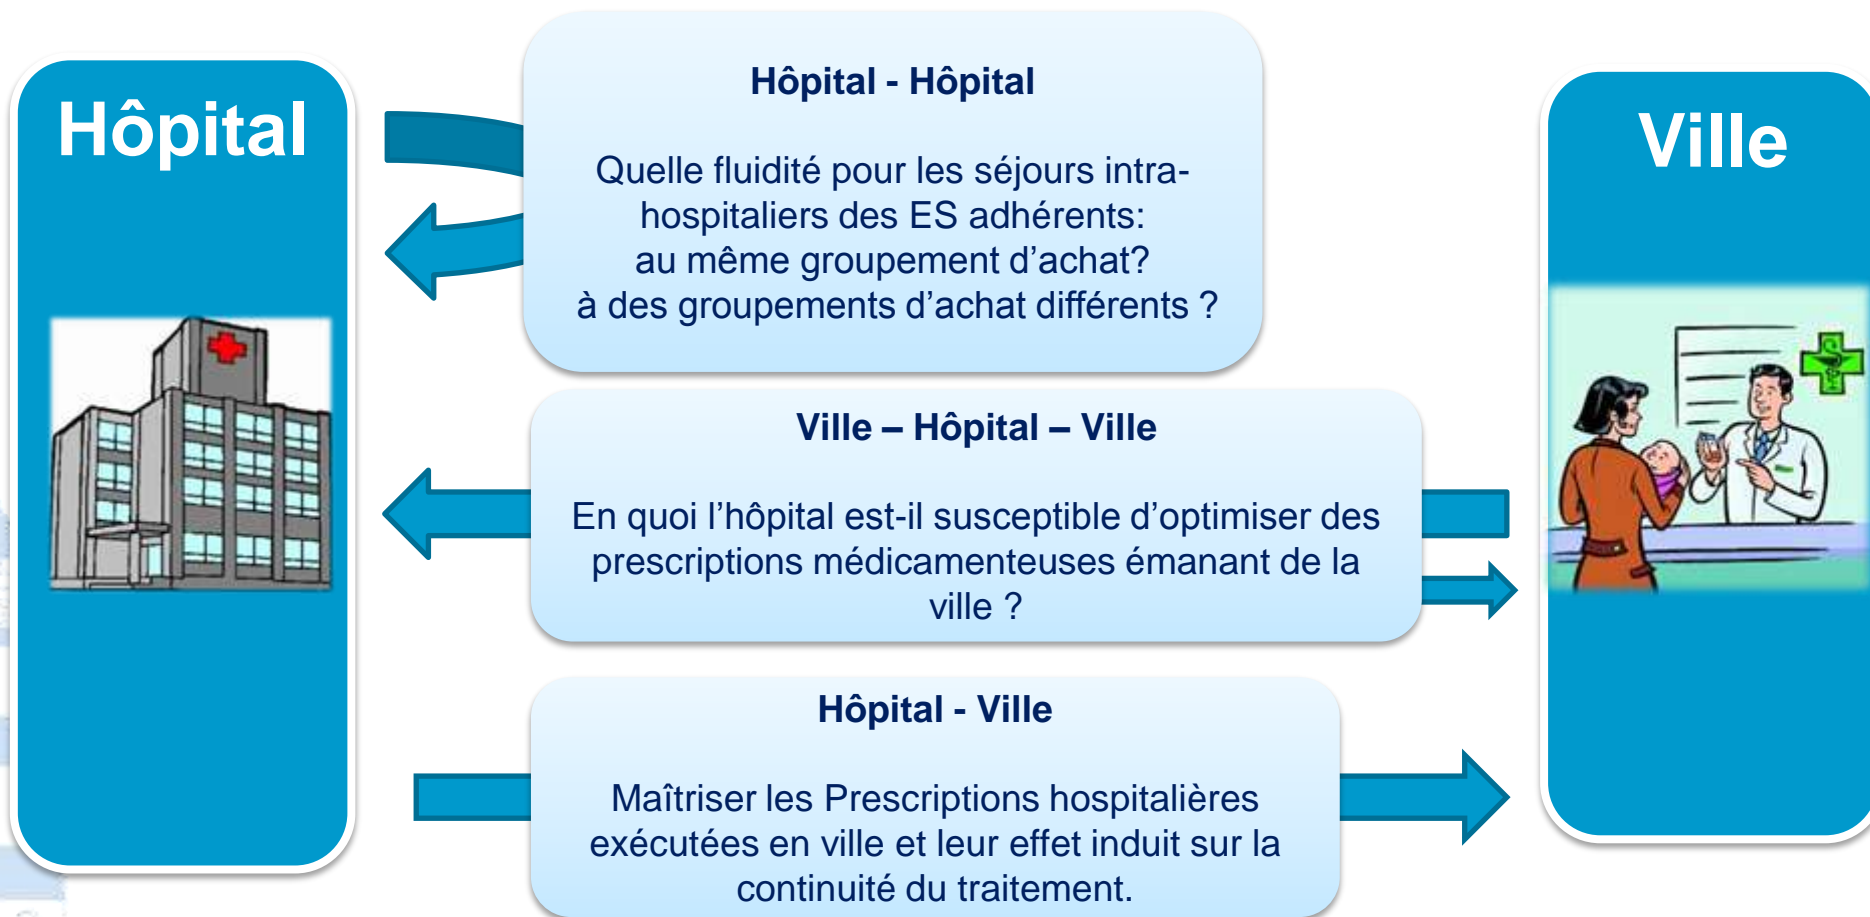 Hôpital
Hôpital - Hôpital
Quelle fluidité pour les séjours intra-
hospitaliers des ES adhérents:
au même groupement d’achat?
à des groupements d’achat différents ?
Ville
Ville – Hôpital – Ville
En quoi l’hôpital est-il susceptible d’optimiser des
prescriptions médicamenteuses émanant de la
ville ?
Hôpital - Ville
Maîtriser les Prescriptions hospitalières
exécutées en ville et leur effet induit sur la
continuité du traitement.